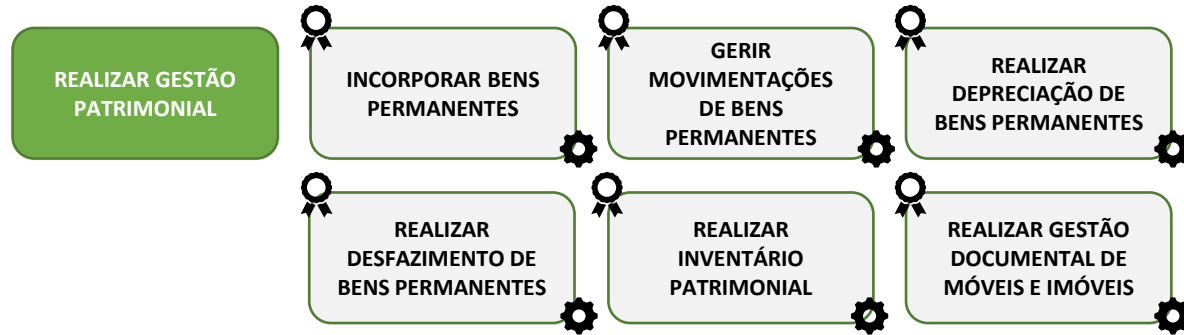 REALIZAR GESTÃO
PATRIMONIAL
INCORPORAR BENS
PERMANENTES
GERIR
MOVIMENTAÇÕES
DE BENS
PERMANENTES
REALIZAR
DEPRECIAÇÃO DE
BENS PERMANENTES
REALIZAR
DESFAZIMENTO DE
BENS PERMANENTES
REALIZAR
INVENTÁRIO
PATRIMONIAL
REALIZAR GESTÃO
DOCUMENTAL DE
MÓVEIS E IMÓVEIS